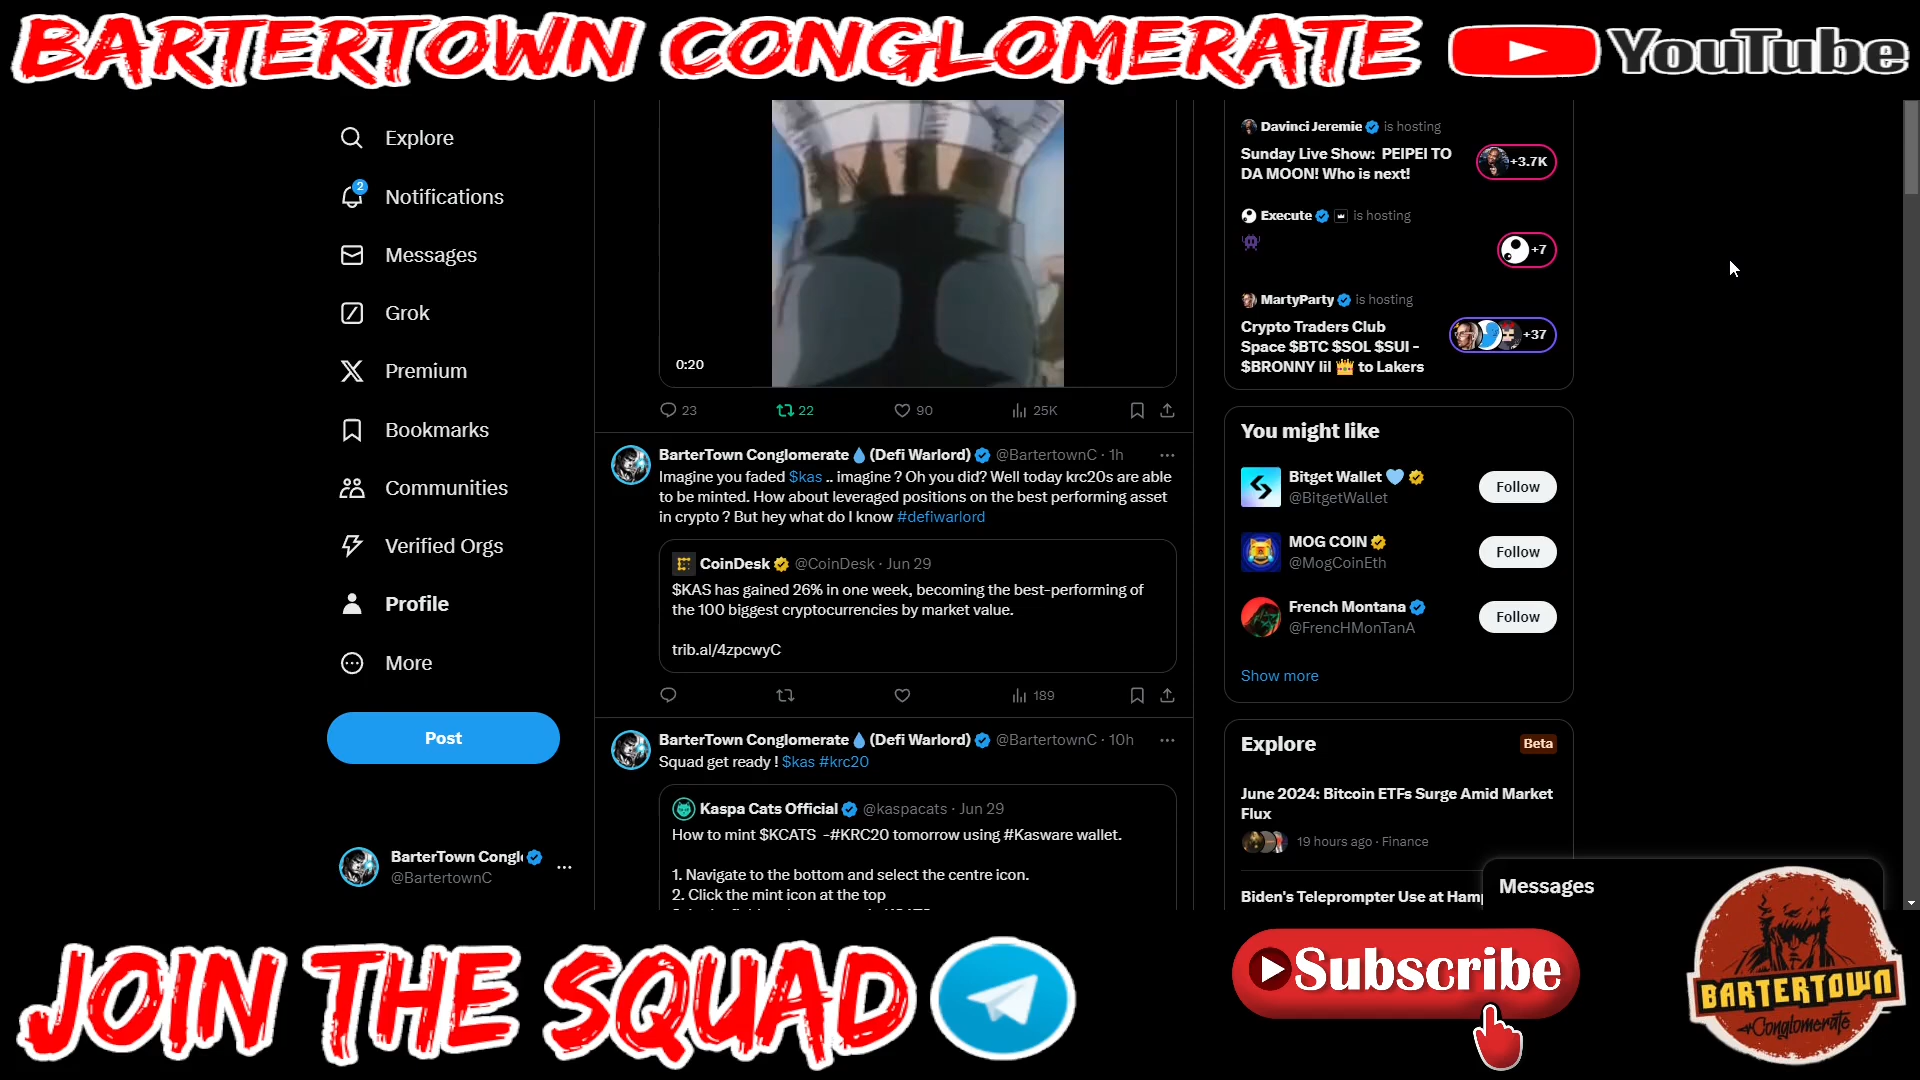 BARTERTOWN CONGLOMERATE YouTube
Explore
2
Notifications
Messages
Grok
Premium
Bookmarks
Communities
Verified Orgs
Profile
More
Post
BarterTown Congl
@BartertownC
0:20
23 22 90 25K
BarterTown Conglomerate💧(Defi Warlord) @BartertownC · 1h
Imagine you faded $kas .. imagine ? Oh you did? Well today krc20s are able
to be minted. How about leveraged positions on the best performing asset
in crypto ? But hey what do I know #defiwarlord
CoinDesk @CoinDesk · Jun 29
$KAS has gained 26% in one week, becoming the best-performing of
the 100 biggest cryptocurrencies by market value.
trib.al/4zpcwyC
189
BarterTown Conglomerate💧(Defi Warlord) @BartertownC · 10h
Squad get ready ! $kas #krc20
Kaspa Cats Official @kaspacats · Jun 29
How to mint $KCATS -#KRC20 tomorrow using #Kasware wallet.
1. Navigate to the bottom and select the centre icon.
2. Click the mint icon at the top
Davinci Jeremie is hosting
Sunday Live Show: PEIPEI TO
DA MOON! Who is next!
+3.7K
Execute is hosting
👾
+7
MartyParty is hosting
Crypto Traders Club
Space $BTC $SOL $SUI -
$BRONNY lil 👑 to Lakers
+37
You might like
Bitget Wallet 🩵
@BitgetWallet
Follow
MOG COIN
@MogCoinEth
Follow
French Montana
@FrencHMonTanA
Follow
Show more
Explore
Beta
June 2024: Bitcoin ETFs Surge Amid Market
Flux
19 hours ago · Finance
Biden's Teleprompter Use at Ham
Messages
JOIN THE SQUAD
Subscribe
BARTERTOWN
Conglomerate